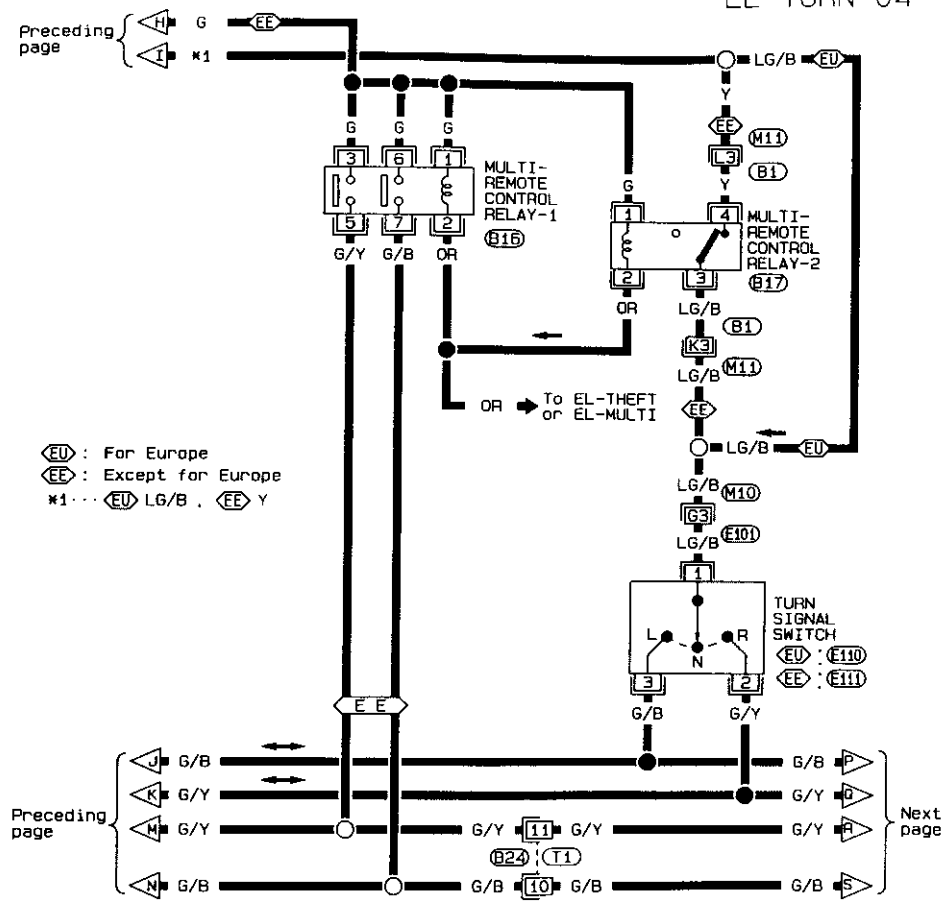 EL-TURN-04
Preceding page
H G EE
I *1
LG/B EU
Y
EE M11
L3
B1
Y
G G G
3 6 1
MULTI-REMOTE CONTROL RELAY-1
B16
5 7 2
G/Y G/B OR
G
1 4
MULTI-REMOTE CONTROL RELAY-2
B17
2 3
OR LG/B
B1
K3
M11
LG/B
EE
OR To EL-THEFT or EL-MULTI
LG/B EU
EU : For Europe
EE : Except for Europe
*1··· EU LG/B , EE Y
LG/B M10
G3
LG/B E101
1
TURN SIGNAL SWITCH
EU : E110
EE : E111
L N R
3 2
G/B G/Y
E E
Preceding page
J G/B G/B P
K G/Y G/Y Q
M G/Y G/Y 11 G/Y G/Y R
B24 T1
N G/B G/B 10 G/B G/B S
Next page